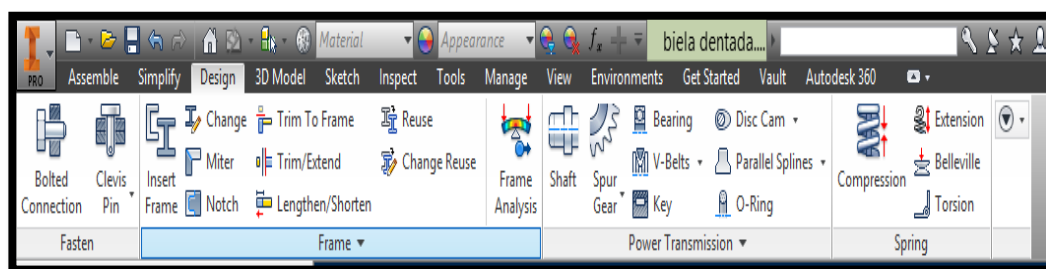 Material Appearance fx biela dentada....
PRO Assemble Simplify Design 3D Model Sketch Inspect Tools Manage View Environments Get Started Vault Autodesk 360
Bolted Connection
Clevis Pin
Fasten
Insert Frame
Change
Miter
Notch
Trim To Frame
Trim/Extend
Lengthen/Shorten
Reuse
Change Reuse
Frame Analysis
Frame
Shaft
Spur Gear
Bearing
V-Belts
Key
Disc Cam
Parallel Splines
O-Ring
Power Transmission
Compression
Extension
Belleville
Torsion
Spring